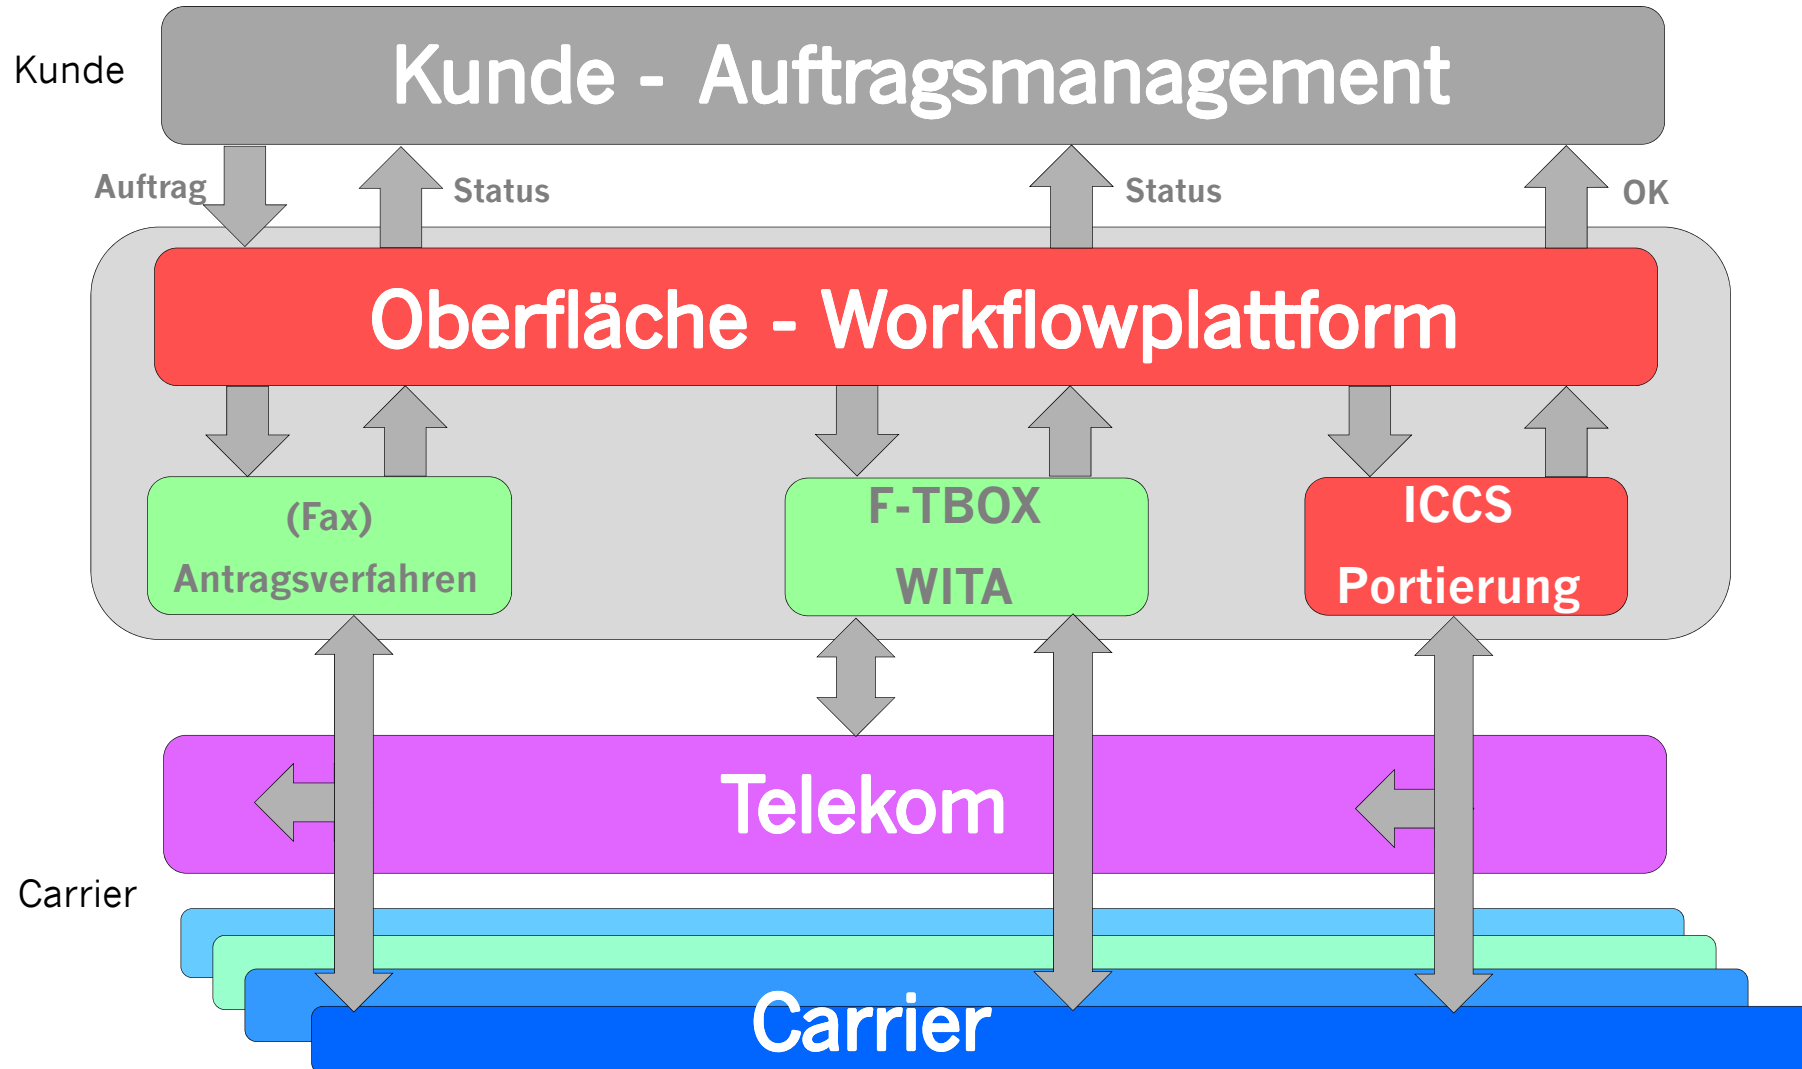 Kunde
Kunde - Auftragsmanagement
Auftrag
Status
Status
OK
Oberfläche - Workflowplattform
(Fax)
Antragsverfahren
F-TBOX
WITA
ICCS
Portierung
Telekom
Carrier
Carrier